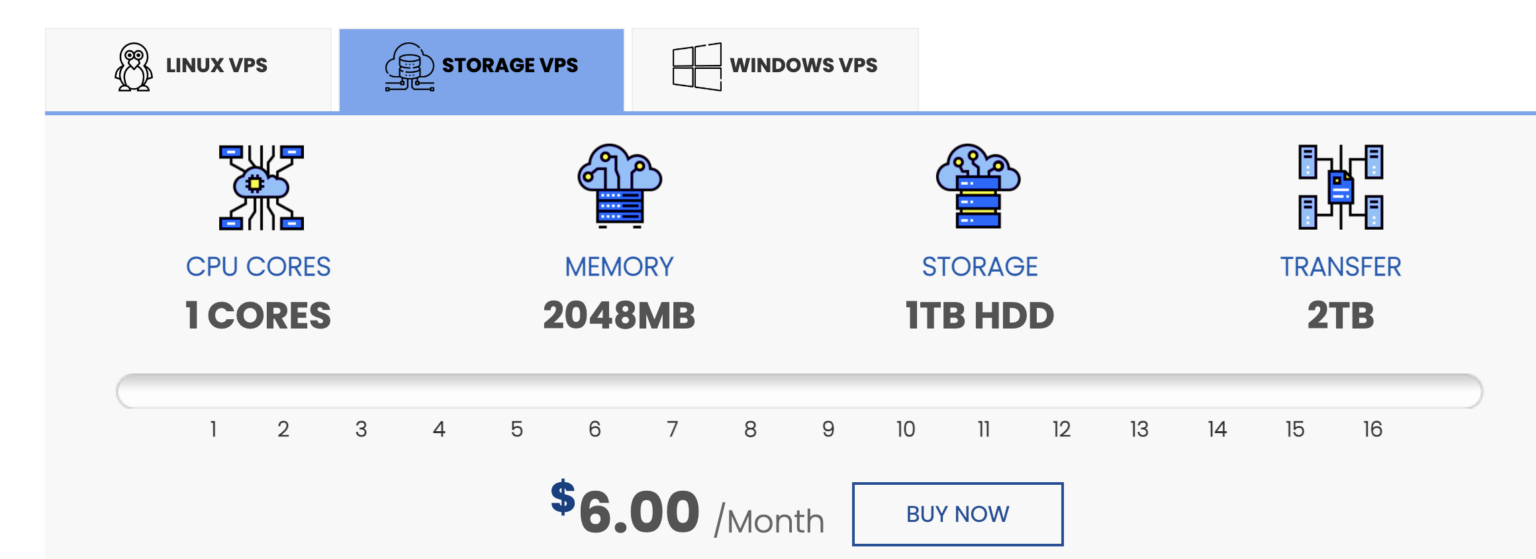 LINUX VPS STORAGE VPS WINDOWS VPS
CPU CORES MEMORY STORAGE TRANSFER
1 CORES 2048MB 1TB HDD 2TB
1 2 3 4 5 6 7 8 9 10 11 12 13 14 15 16
$6.00 /Month BUY NOW